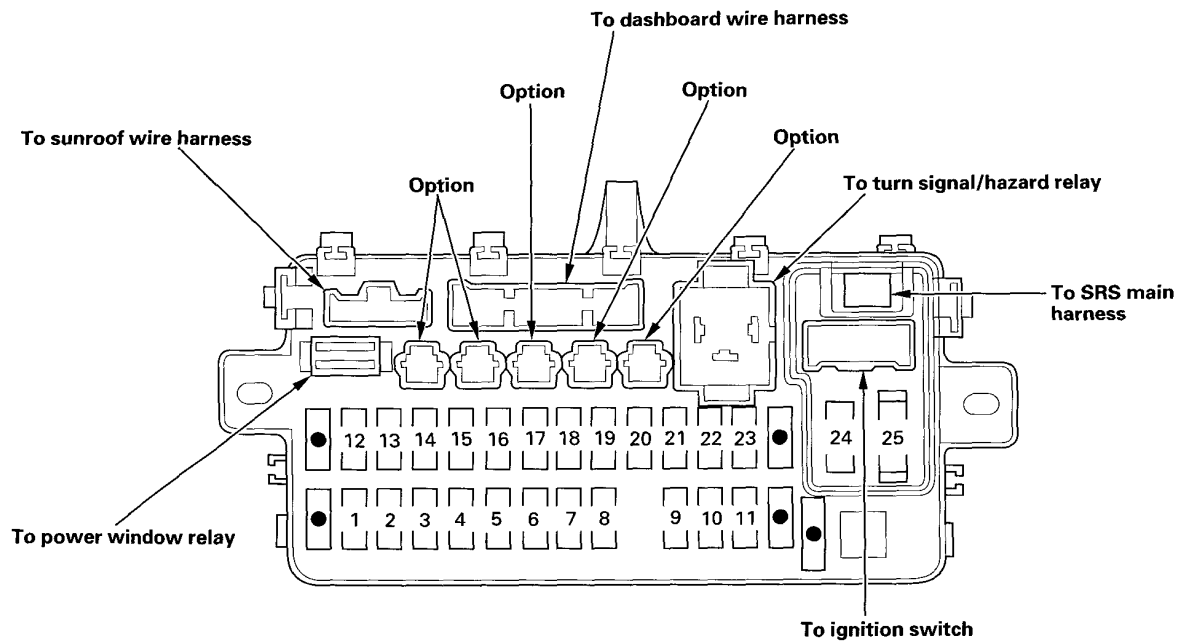 To dashboard wire harness
Option
Option
To sunroof wire harness
Option
Option
To turn signal/hazard relay
To SRS main
harness
12 13 14 15 16 17 18 19 20 21 22 23 24 25
1 2 3 4 5 6 7 8 9 10 11
To power window relay
To ignition switch